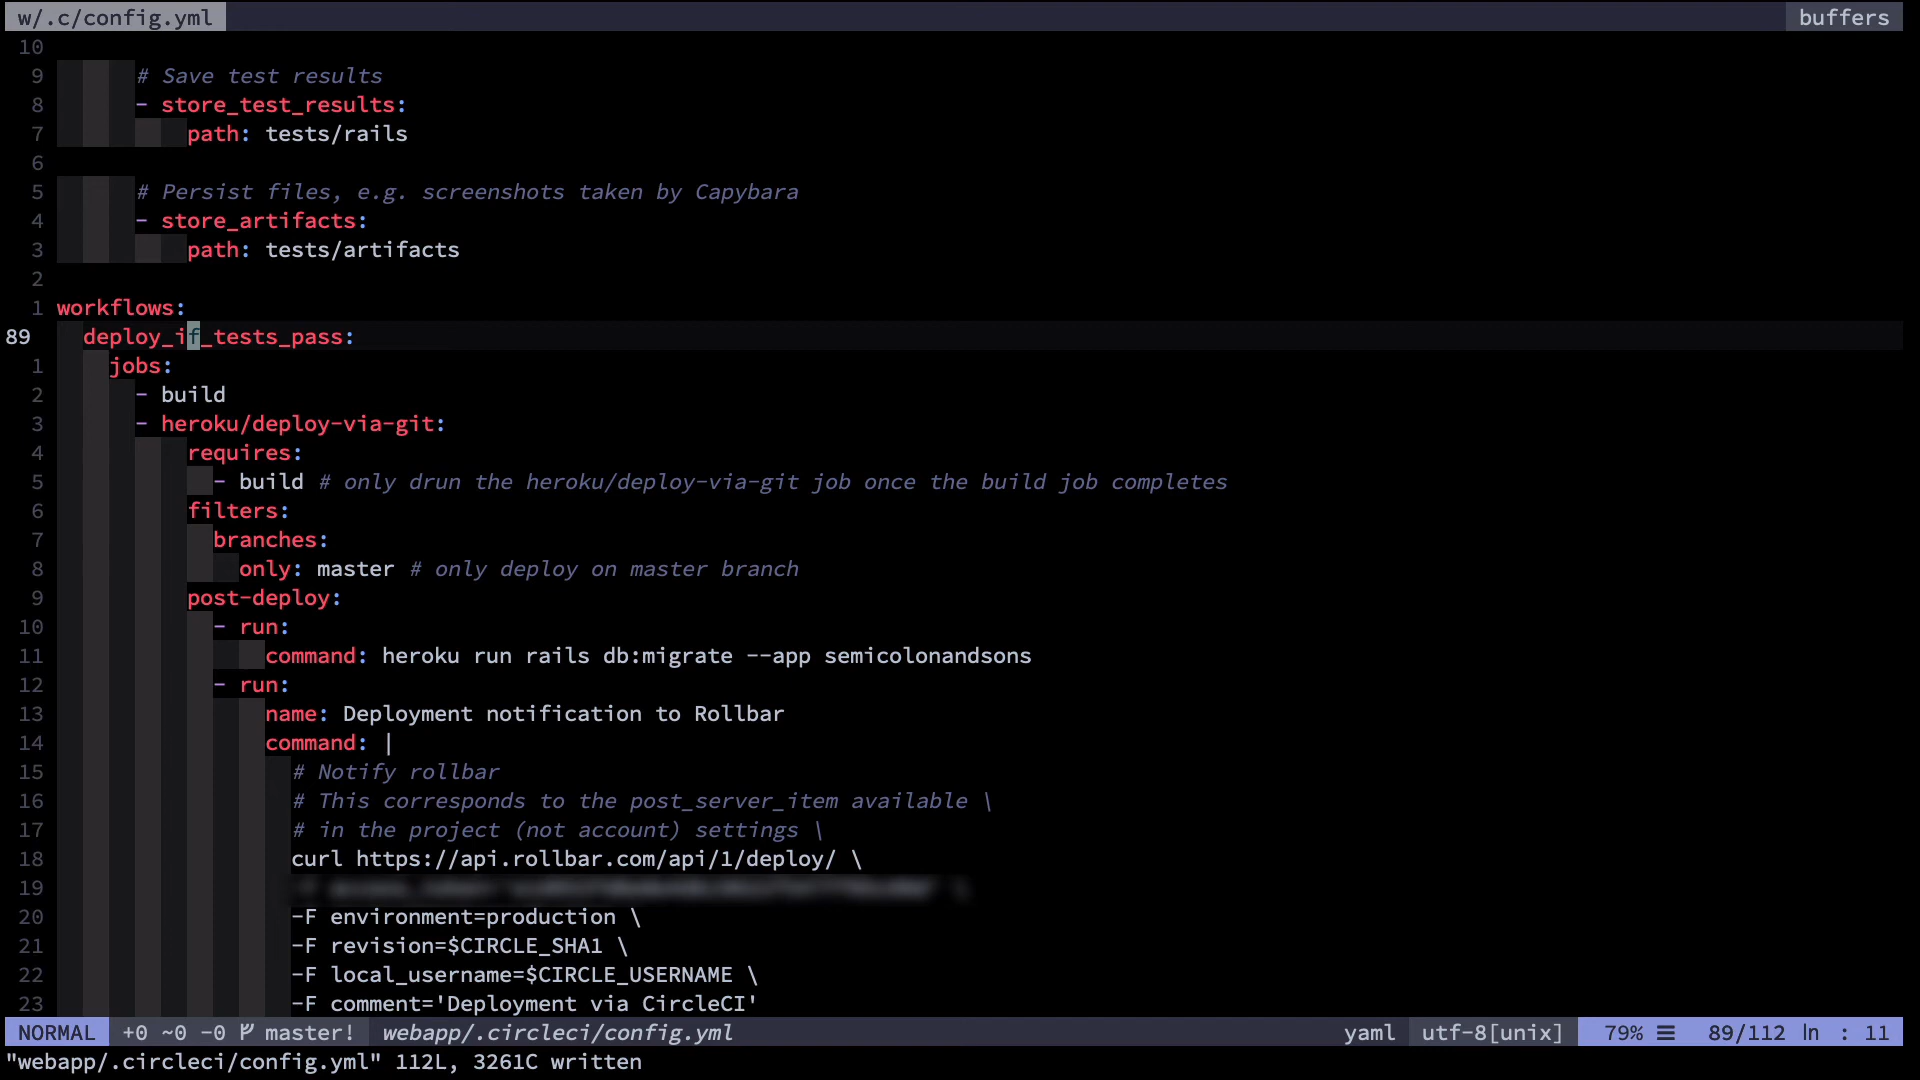 w/.c/config.yml buffers
10
9 # Save test results
8 - store_test_results:
7 path: tests/rails
6
5 # Persist files, e.g. screenshots taken by Capybara
4 - store_artifacts:
3 path: tests/artifacts
2
1 workflows:
89 deploy_if_tests_pass:
1 jobs:
2 - build
3 - heroku/deploy-via-git:
4 requires:
5 - build # only drun the heroku/deploy-via-git job once the build job completes
6 filters:
7 branches:
8 only: master # only deploy on master branch
9 post-deploy:
10 - run:
11 command: heroku run rails db:migrate --app semicolonandsons
12 - run:
13 name: Deployment notification to Rollbar
14 command: |
15 # Notify rollbar
16 # This corresponds to the post_server_item available \
17 # in the project (not account) settings \
18 curl https://api.rollbar.com/api/1/deploy/ \
19
20 -F environment=production \
21 -F revision=$CIRCLE_SHA1 \
22 -F local_username=$CIRCLE_USERNAME \
23 -F comment='Deployment via CircleCI'
NORMAL +0 ~0 -0 master! webapp/.circleci/config.yml yaml utf-8[unix] 79% ☰ 89/112 ln : 11
"webapp/.circleci/config.yml" 112L, 3261C written